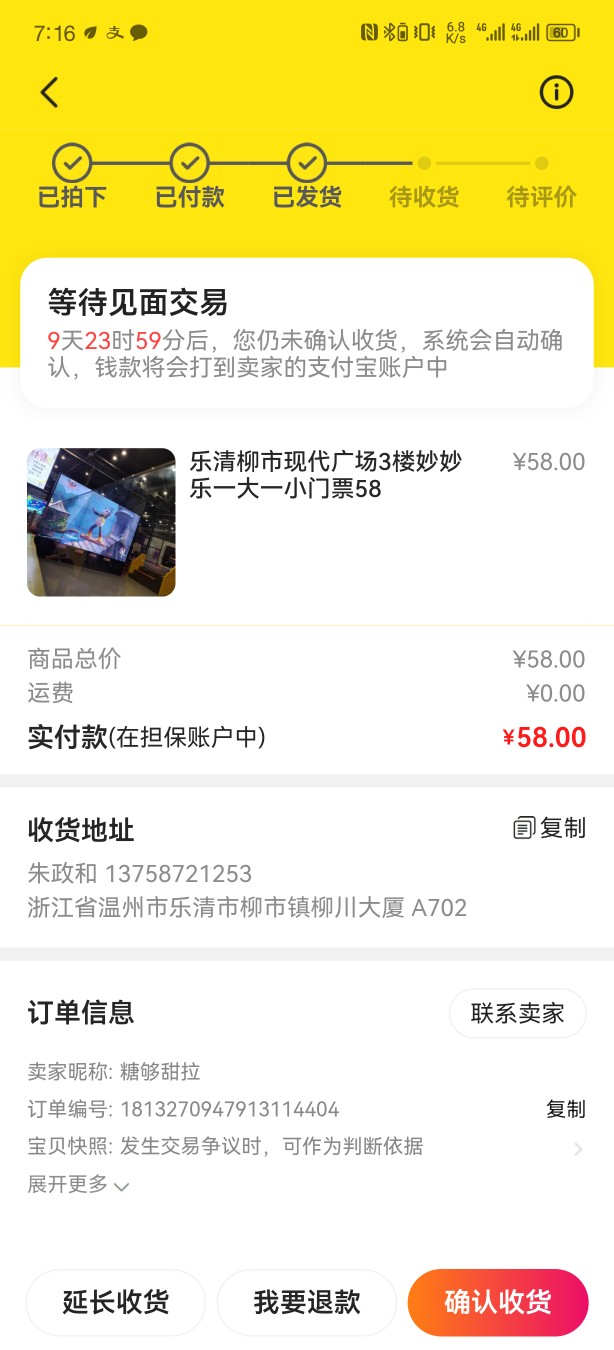 7:16
6.8
K/s
4G
4G
60
已拍下
已付款
已发货
待收货
待评价
等待见面交易
9天23时59分后，您仍未确认收货，系统会自动确
认，钱款将会打到卖家的支付宝账户中
乐清柳市现代广场3楼妙妙
乐一大一小门票58
¥58.00
商品总价
¥58.00
运费
¥0.00
实付款(在担保账户中)
¥58.00
收货地址
复制
朱政和 13758721253
浙江省温州市乐清市柳市镇柳川大厦 A702
订单信息
联系卖家
卖家昵称: 糖够甜拉
订单编号: 1813270947913114404
复制
宝贝快照: 发生交易争议时，可作为判断依据
展开更多
延长收货
我要退款
确认收货